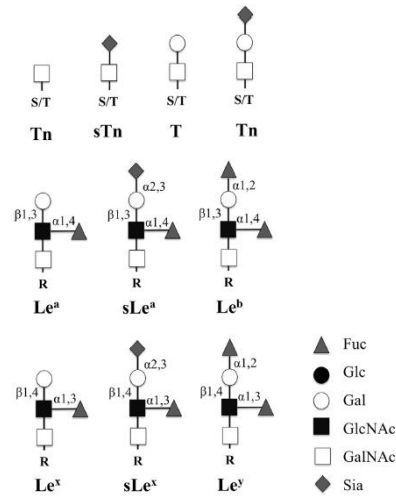 S/T S/T S/T S/T
Tn sTn T Tn
α2,3 α1,2
β1,3 α1,4 β1,3 α1,4 β1,3 α1,4
R R R
Leᵃ sLeᵃ Leᵇ
α2,3 α1,2
β1,4 α1,3 β1,4 α1,3 β1,4 α1,3
R R R
Leˣ sLeˣ Leʸ
Fuc
Glc
Gal
GlcNAc
GalNAc
Sia